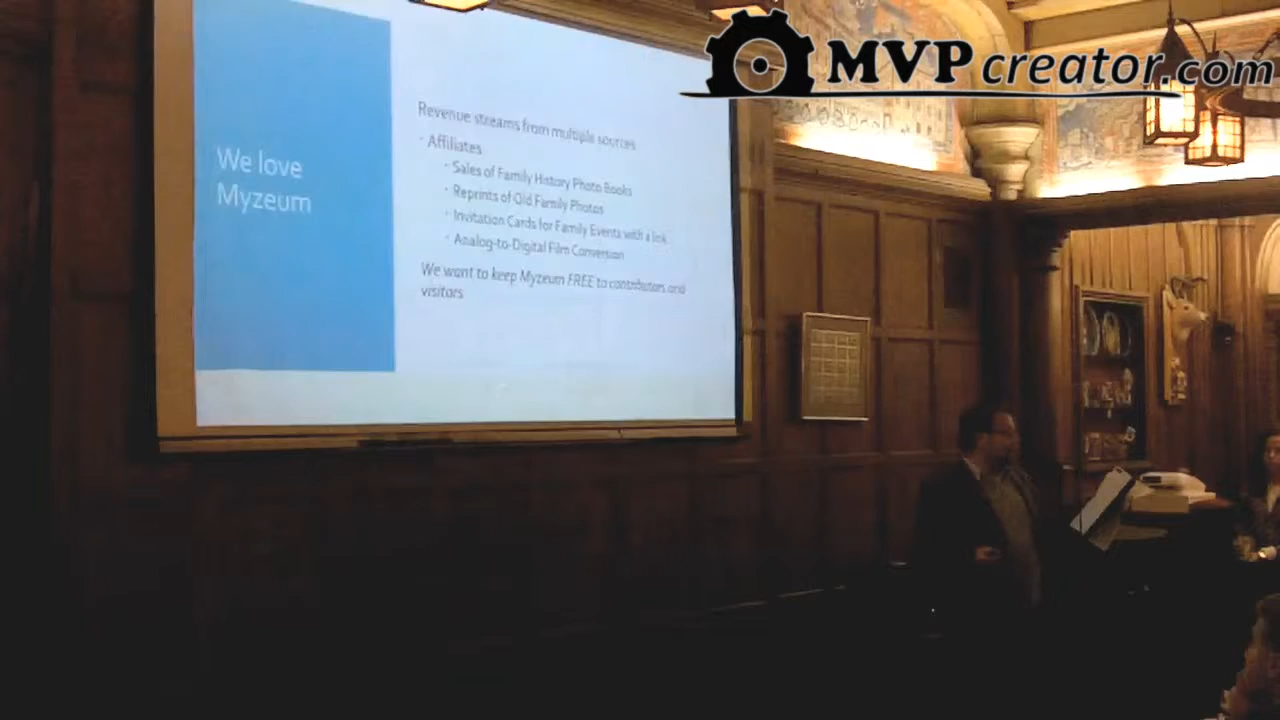 MVPcreator.com
We love
Myzeum
Revenue streams from multiple sources
- Affiliates
- Sales of Family History Photo Books
- Reprints of Old Family Photos
- Invitation Cards for Family Events with a link
- Analog-to-Digital Film Conversion
We want to keep Myzeum FREE to contributors and
visitors